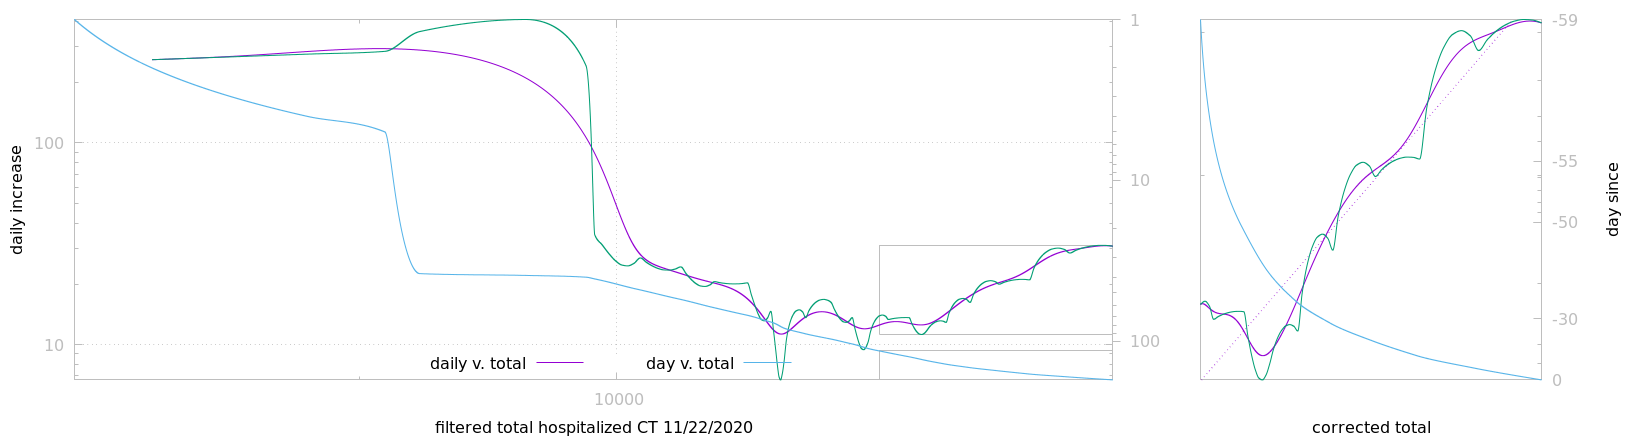 daily increase
100
10
daily v. total
day v. total
10000
filtered total hospitalized CT 11/22/2020
1
10
100
-59
-55
-50
-30
0
day since
corrected total